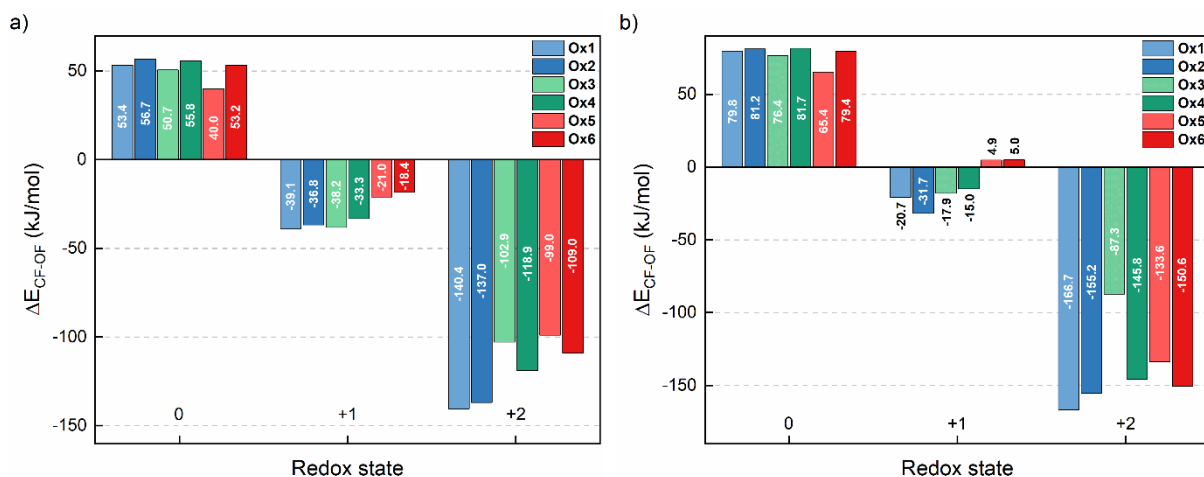 a)
ΔE CF-OF (kJ/mol)
50
0
-50
-100
-150
Ox1
Ox2
Ox3
Ox4
Ox5
Ox6
53.4
56.7
50.7
55.8
40.0
53.2
-39.1
-36.8
-38.2
-33.3
-21.0
-18.4
-140.4
-137.0
-102.9
-118.9
-99.0
-109.0
0
+1
+2
Redox state
b)
ΔE CF-OF (kJ/mol)
50
0
-50
-100
-150
Ox1
Ox2
Ox3
Ox4
Ox5
Ox6
79.8
81.2
76.4
81.7
65.4
79.4
-20.7
-31.7
-17.9
-15.0
4.9
5.0
-166.7
-155.2
-87.3
-145.8
-133.6
-150.6
0
+1
+2
Redox state